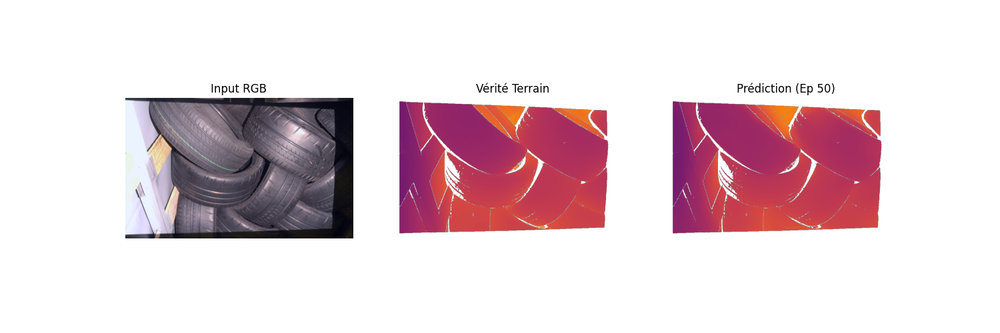 Input RGB
Vérité Terrain
Prédiction (Ep 50)